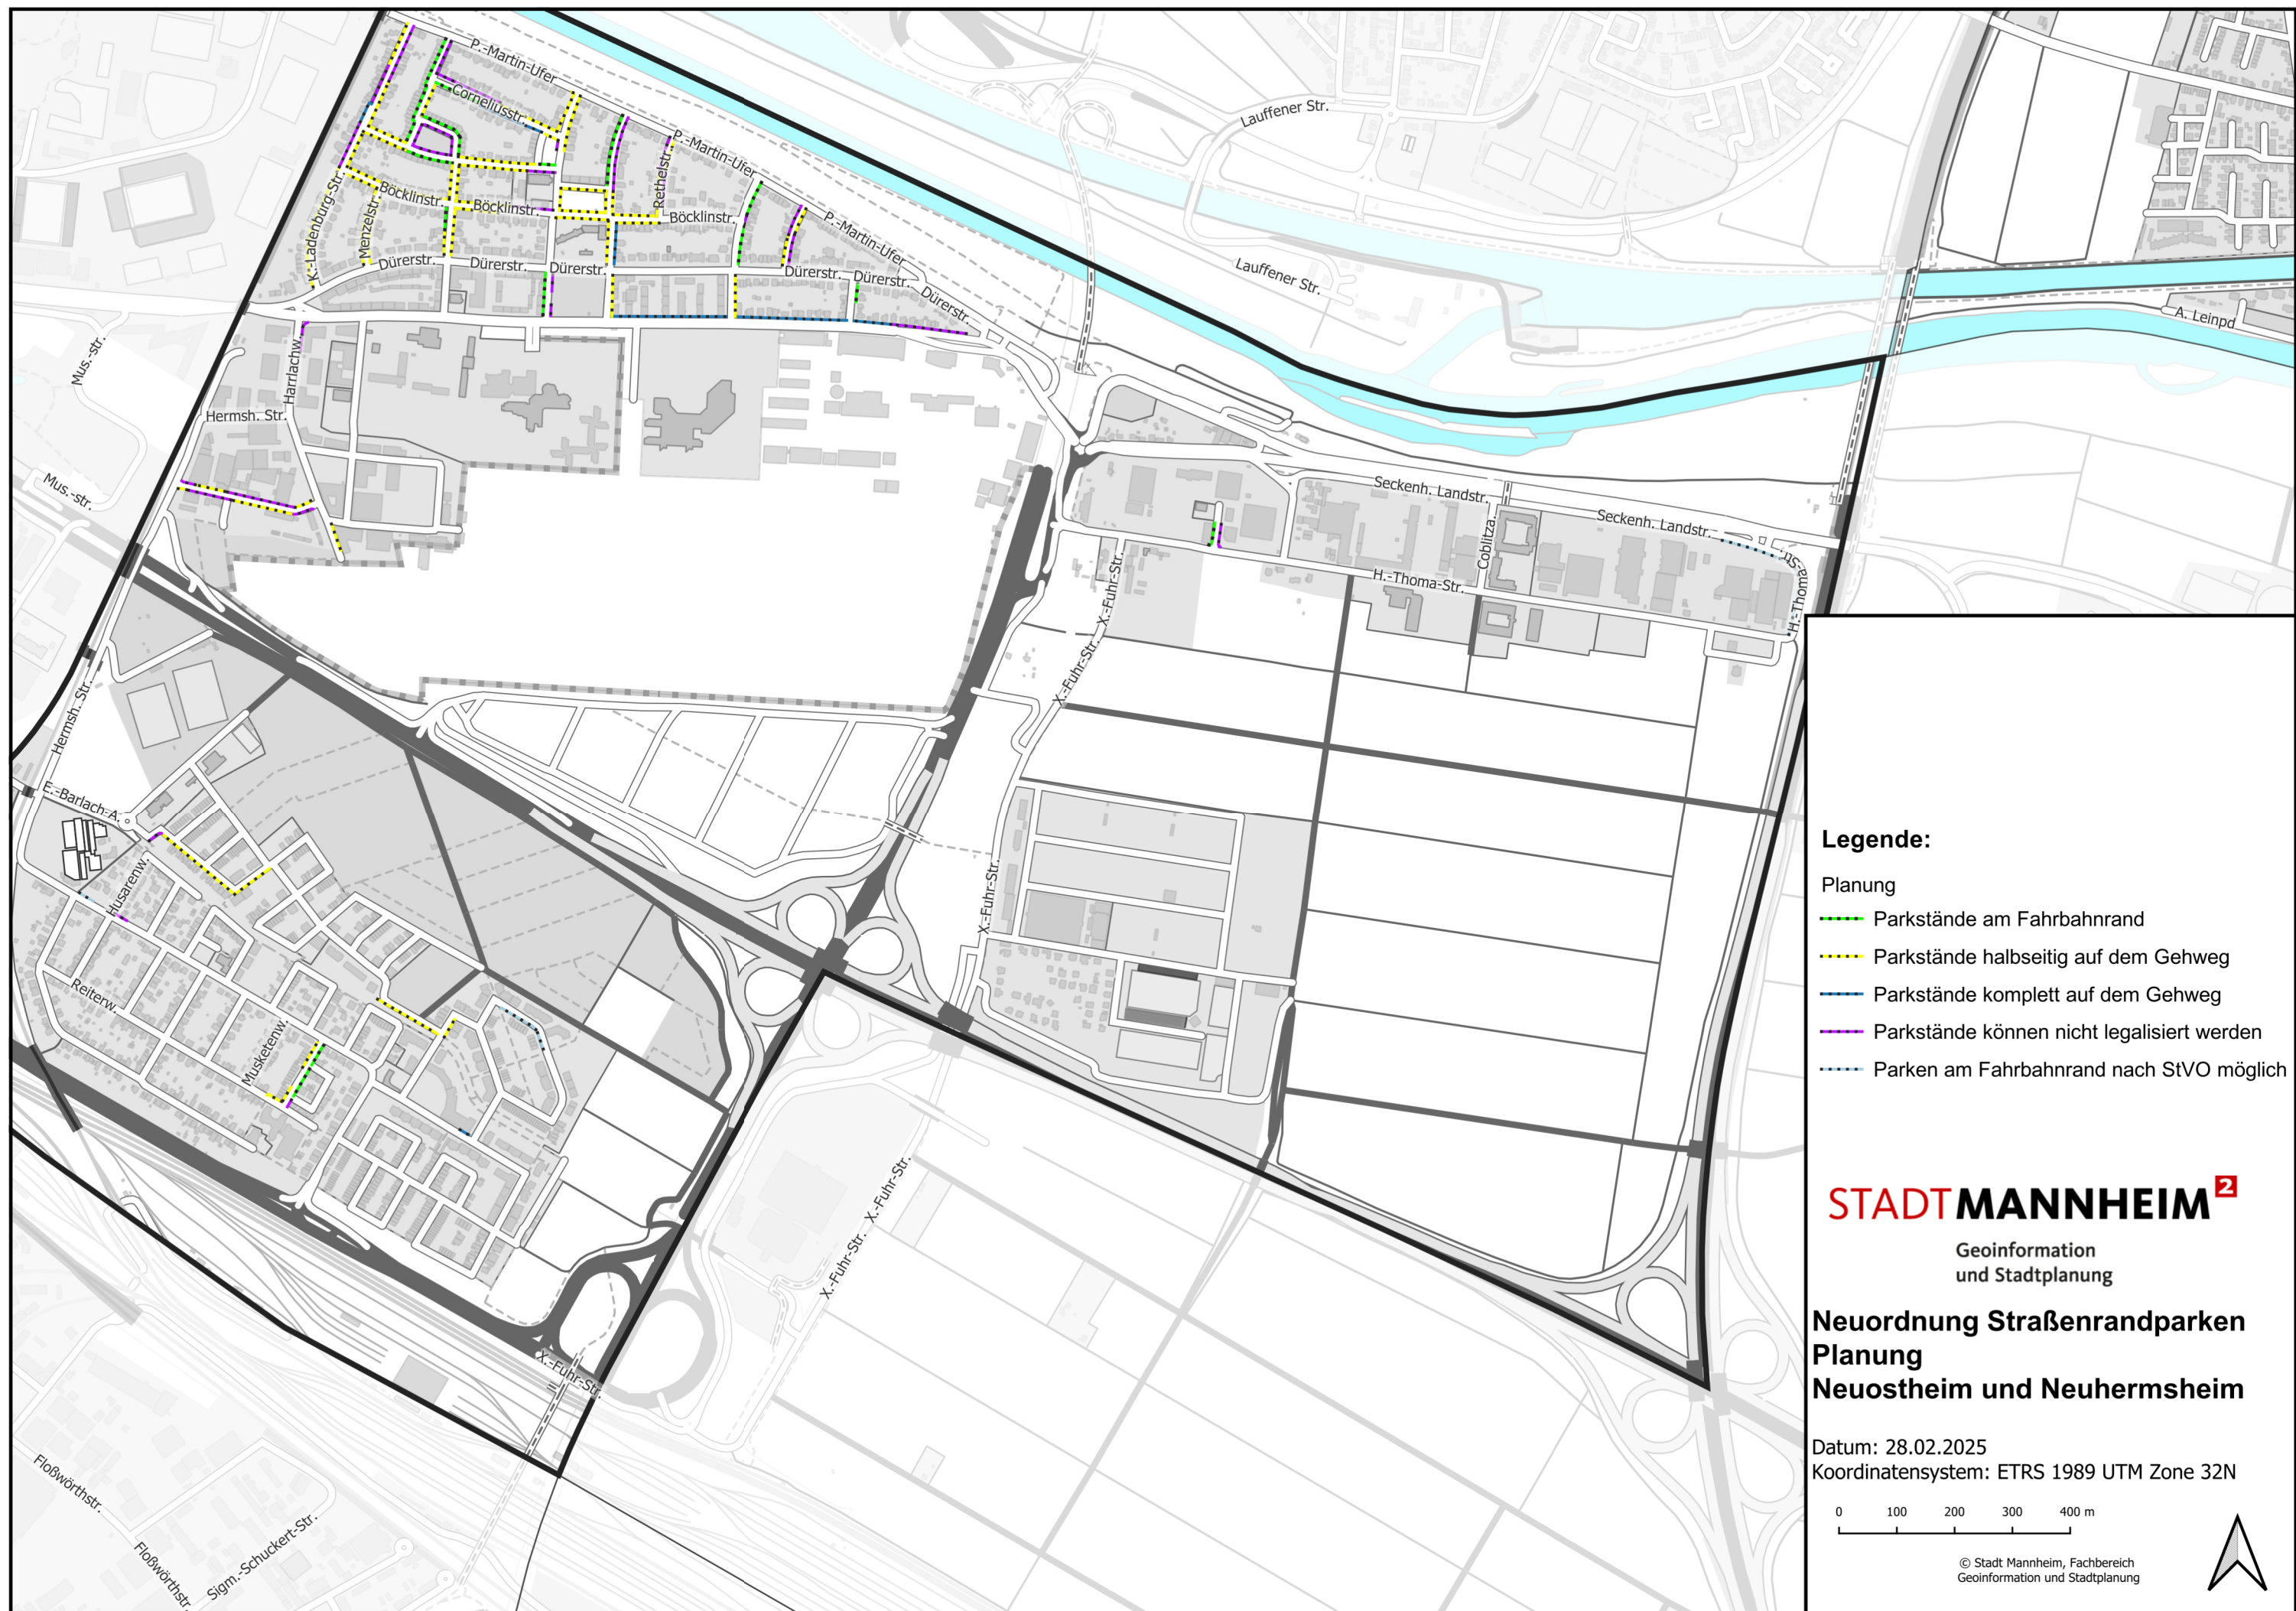 P.-Martin-Ufer
Corneliusstr.
Lauffener Str.
P.-Martin-Ufer
Rethelstr.
K.-Ladenburg-Str.
Menzelstr.
Böcklinstr.
Böcklinstr.
Böcklinstr.
P.-Martin-Ufer
Dürerstr.
Dürerstr.
Dürerstr.
Dürerstr.
Dürerstr.
Dürerstr.
Lauffener Str.
A. Leinpd
Mus.-str.
Harrlachw.
Hermsh. Str.
Mus.-str.
Seckenh. Landstr.
Seckenh. Landstr.
Coblitza.
H.-Thoma-Str.
H.-Thoma-Str.
X.-Fuhr-Str.
X.-Fuhr-Str.
Hermsh. Str.
E.-Barlach-A.
Husarenw.
X.-Fuhr-Str.
Reiterw.
Musketenw.
X.-Fuhr-Str.
X.-Fuhr-Str.
X.-Fuhr-Str.
Floßwörthstr.
Floßwörthstr.
Sigm.-Schuckert-Str.
Legende:
Planung
Parkstände am Fahrbahnrand
Parkstände halbseitig auf dem Gehweg
Parkstände komplett auf dem Gehweg
Parkstände können nicht legalisiert werden
Parken am Fahrbahnrand nach StVO möglich
STADTMANNHEIM²
Geoinformation
und Stadtplanung
Neuordnung Straßenrandparken
Planung
Neuostheim und Neuhermsheim
Datum: 28.02.2025
Koordinatensystem: ETRS 1989 UTM Zone 32N
0 100 200 300 400 m
© Stadt Mannheim, Fachbereich
Geoinformation und Stadtplanung